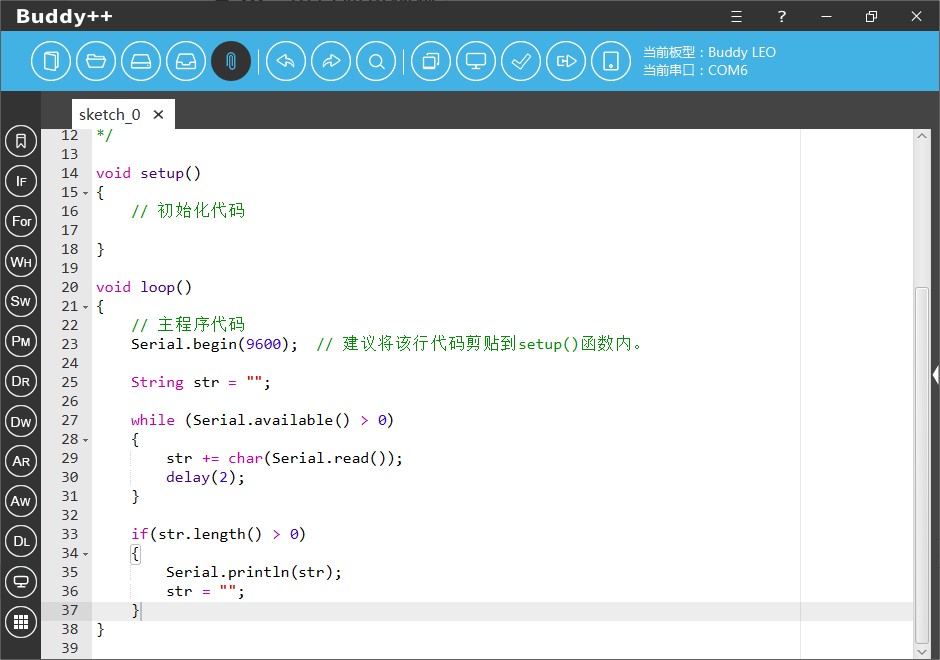 Buddy++
?
当前板型：Buddy LEO
当前串口：COM6
sketch_0
12 */
13
14 void setup()
15 {
16 // 初始化代码
17
18 }
19
20 void loop()
21 {
22 // 主程序代码
23 Serial.begin(9600); // 建议将该行代码剪贴到setup()函数内。
24
25 String str = "";
26
27 while (Serial.available() > 0)
28 {
29 str += char(Serial.read());
30 delay(2);
31 }
32
33 if(str.length() > 0)
34 {
35 Serial.println(str);
36 str = "";
37 }
38 }
39
IF
For
WH
SW
PM
DR
DW
AR
AW
DL